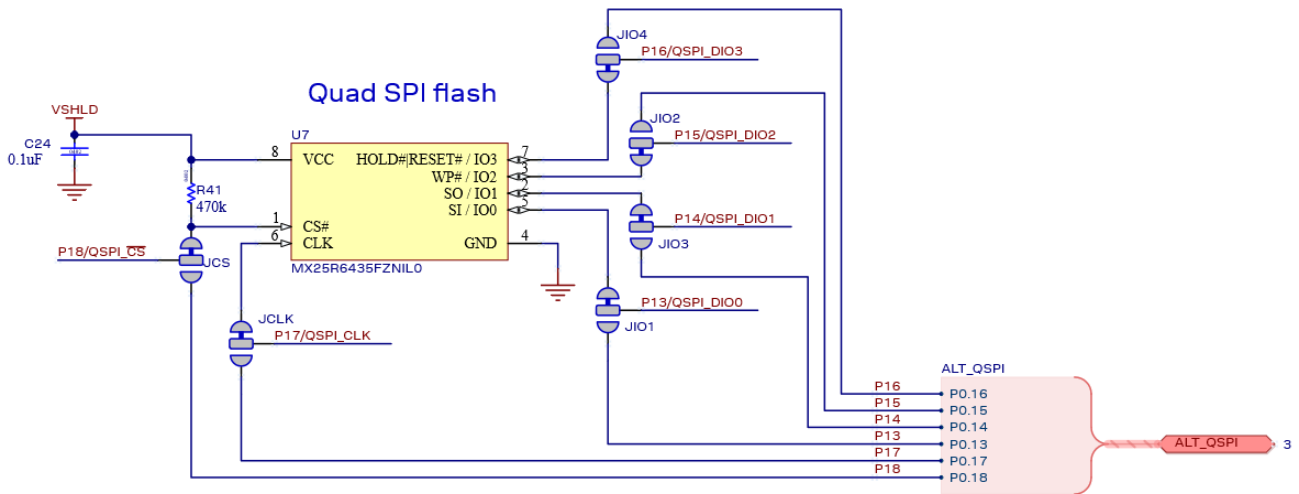 JIO4
P16/QSPI_DIO3
Quad SPI flash
VSHLD
JIO2
P15/QSPI_DIO2
C24
0.1uF
U7
8 VCC HOLD#|RESET# / IO3 7
WP# / IO2 3
SO / IO1 2
SI / IO0 5
R41
470k
1 CS#
6 CLK GND 4
P14/QSPI_DIO1
JIO3
P18/QSPI_CS
JCS
MX25R6435FZNIL0
P13/QSPI_DIO0
JIO1
JCLK
P17/QSPI_CLK
ALT_QSPI
P16 P0.16
P15 P0.15
P14 P0.14
P13 P0.13
P17 P0.17
P18 P0.18
ALT_QSPI 3